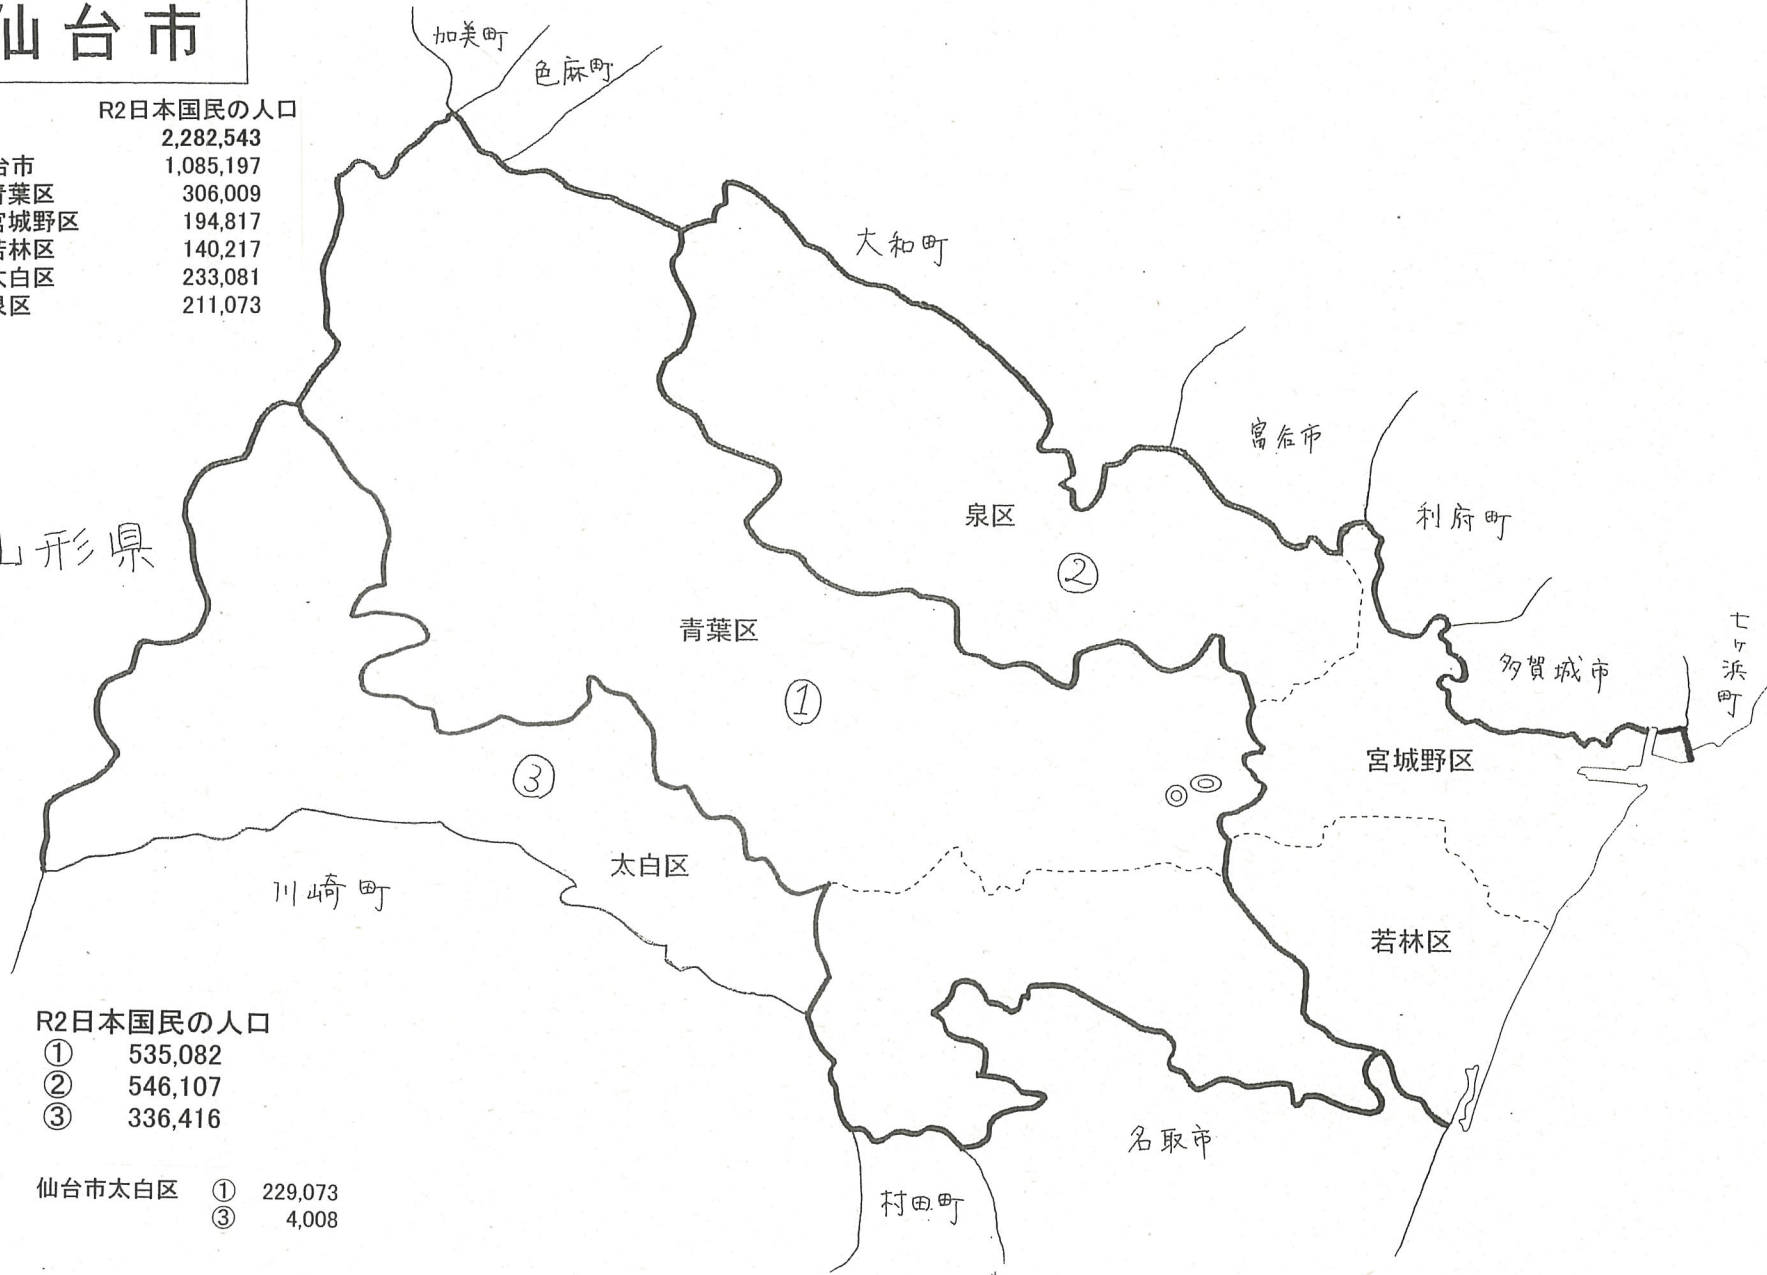 仙台市
R2日本国民の人口
2,282,543
台市 1,085,197
青葉区 306,009
宮城野区 194,817
若林区 140,217
太白区 233,081
泉区 211,073
加美町
色麻町
大和町
富谷市
利府町
七ヶ浜町
多賀城市
山形県
泉区
②
青葉区
①
宮城野区
③
太白区
川崎町
若林区
名取市
村田町
R2日本国民の人口
① 535,082
② 546,107
③ 336,416
仙台市太白区 ① 229,073
③ 4,008